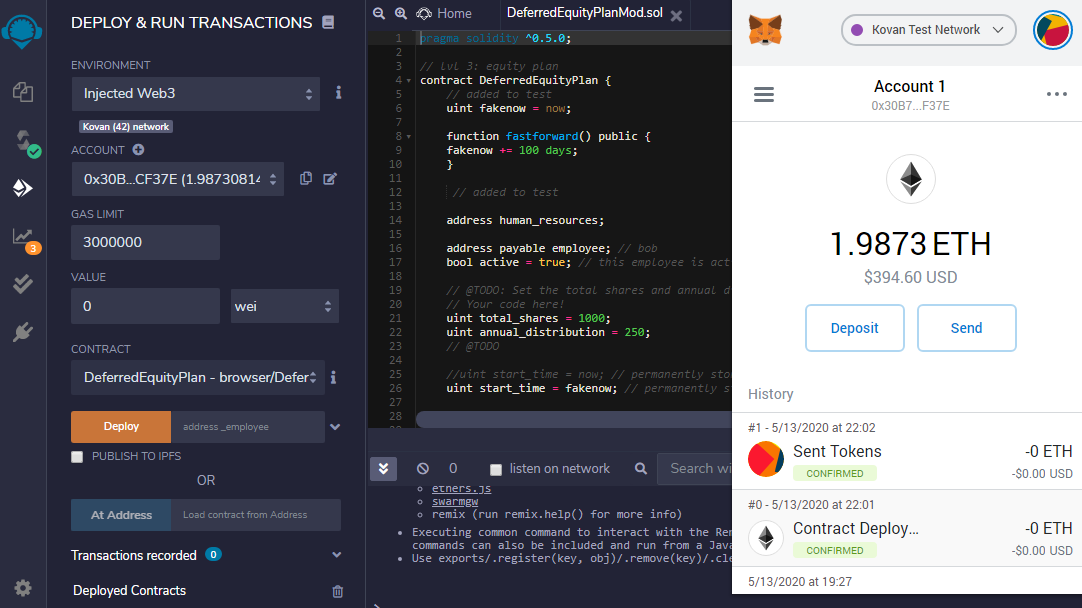 DEPLOY & RUN TRANSACTIONS
ENVIRONMENT
Injected Web3
Kovan (42) network
ACCOUNT
0x30B...CF37E (1.98730814
GAS LIMIT
3000000
VALUE
0
wei
CONTRACT
DeferredEquityPlan - browser/Defer
Deploy
address _employee
PUBLISH TO IPFS
OR
At Address
Load contract from Address
Transactions recorded 0
Deployed Contracts
3
Home
DeferredEquityPlanMod.sol
1 pragma solidity ^0.5.0;
2
3 // lvl 3: equity plan
4 contract DeferredEquityPlan {
5 // added to test
6 uint fakenow = now;
7
8 function fastforward() public {
9 fakenow += 100 days;
10 }
11
12 // added to test
13
14 address human_resources;
15
16 address payable employee; // bob
17 bool active = true; // this employee is act
18
19 // @TODO: Set the total shares and annual d
20 // Your code here!
21 uint total_shares = 1000;
22 uint annual_distribution = 250;
23 // @TODO
24
25 //uint start_time = now; // permanently sto
26 uint start_time = fakenow; // permanently s
27
28
0
listen on network
Search wi
ethers.js
swarmgw
remix (run remix.help() for more info)
Executing common command to interact with the Rem
commands can also be included and run from a Java
Use exports/.register(key, obj)/.remove(key)/.cle
>
Kovan Test Network
Account 1
0x30B7...F37E
1.9873 ETH
$394.60 USD
Deposit
Send
History
#1 - 5/13/2020 at 22:02
Sent Tokens
-0 ETH
CONFIRMED
-$0.00 USD
#0 - 5/13/2020 at 22:01
Contract Deploy...
-0 ETH
CONFIRMED
-$0.00 USD
5/13/2020 at 19:27